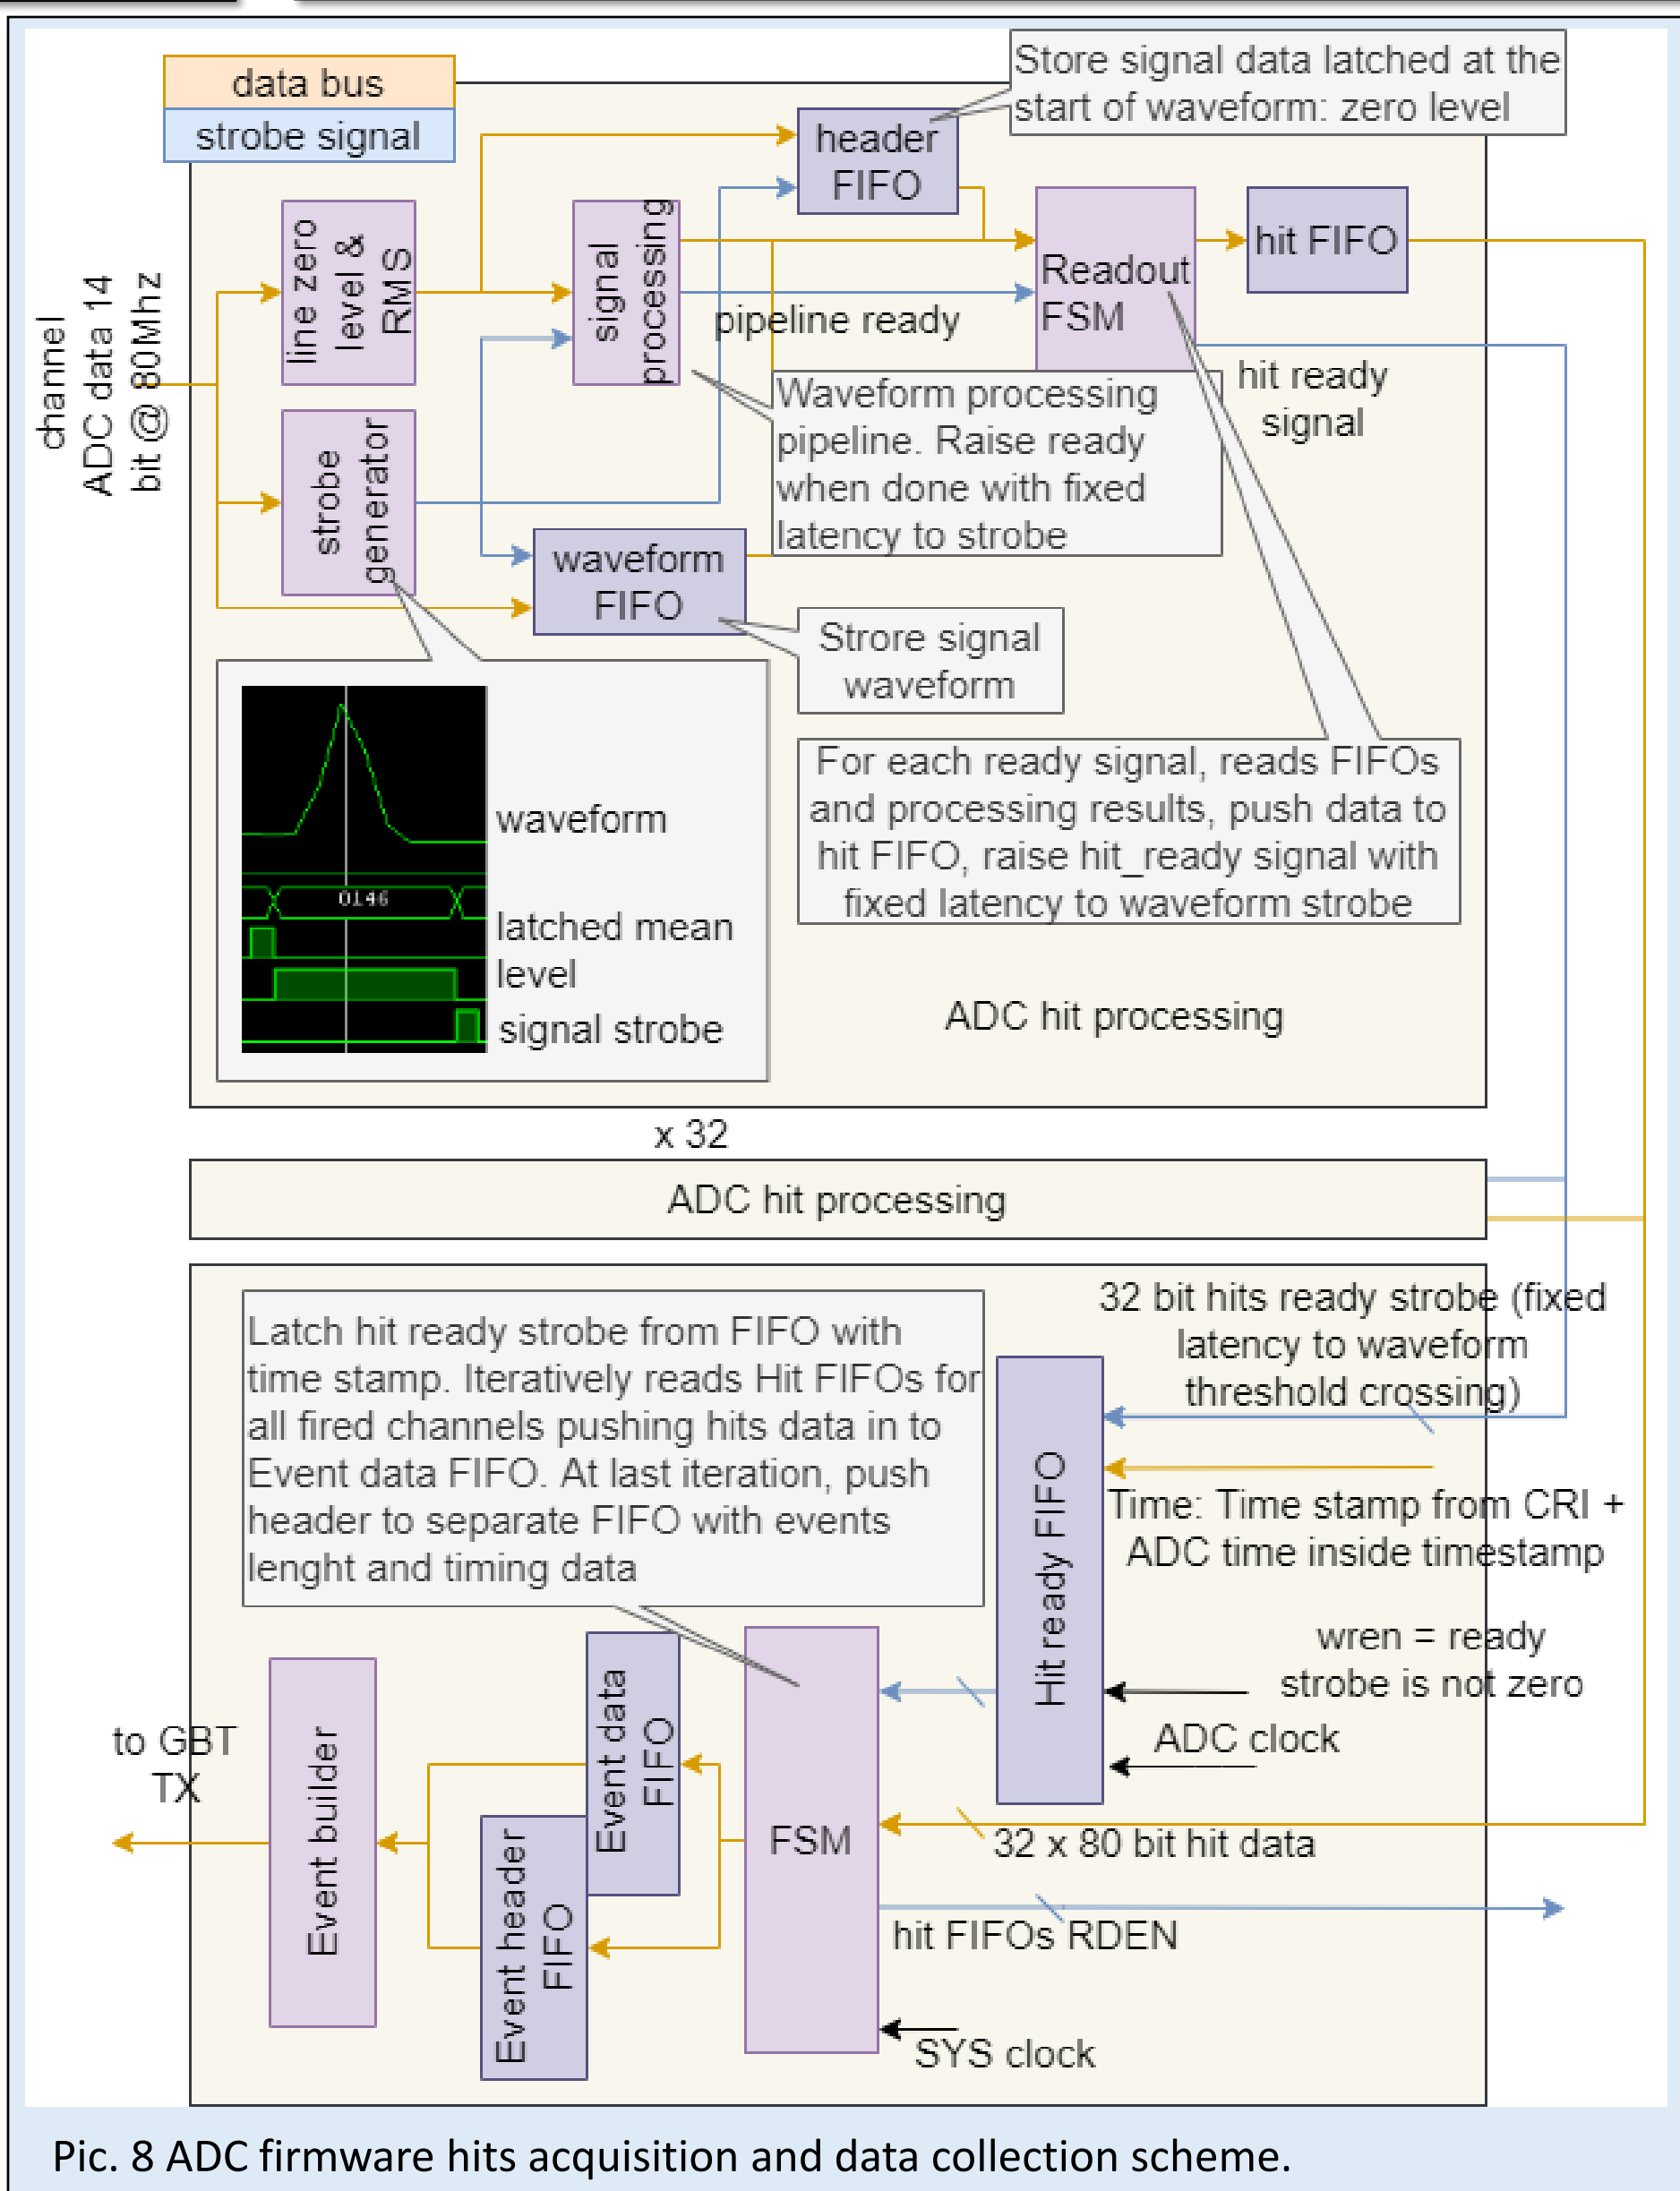 data bus
strobe signal
Store signal data latched at the
start of waveform: zero level
header
FIFO
channel
ADC data 14
bit @ 80Mhz
line zero
level &
RMS
signal
processing
pipeline ready
Readout
FSM
hit FIFO
hit ready
signal
strobe
generator
Waveform processing
pipeline. Raise ready
when done with fixed
latency to strobe
waveform
FIFO
Strore signal
waveform
waveform
0146
latched mean
level
signal strobe
For each ready signal, reads FIFOs
and processing results, push data to
hit FIFO, raise hit_ready signal with
fixed latency to waveform strobe
ADC hit processing
x 32
ADC hit processing
Latch hit ready strobe from FIFO with
time stamp. Iteratively reads Hit FIFOs for
all fired channels pushing hits data in to
Event data FIFO. At last iteration, push
header to separate FIFO with events
lenght and timing data
32 bit hits ready strobe (fixed
latency to waveform
threshold crossing)
Hit ready FIFO
Time: Time stamp from CRI +
ADC time inside timestamp
wren = ready
strobe is not zero
ADC clock
to GBT
TX
Event builder
Event data
FIFO
Event header
FIFO
FSM
32 x 80 bit hit data
hit FIFOs RDEN
SYS clock
Pic. 8 ADC firmware hits acquisition and data collection scheme.